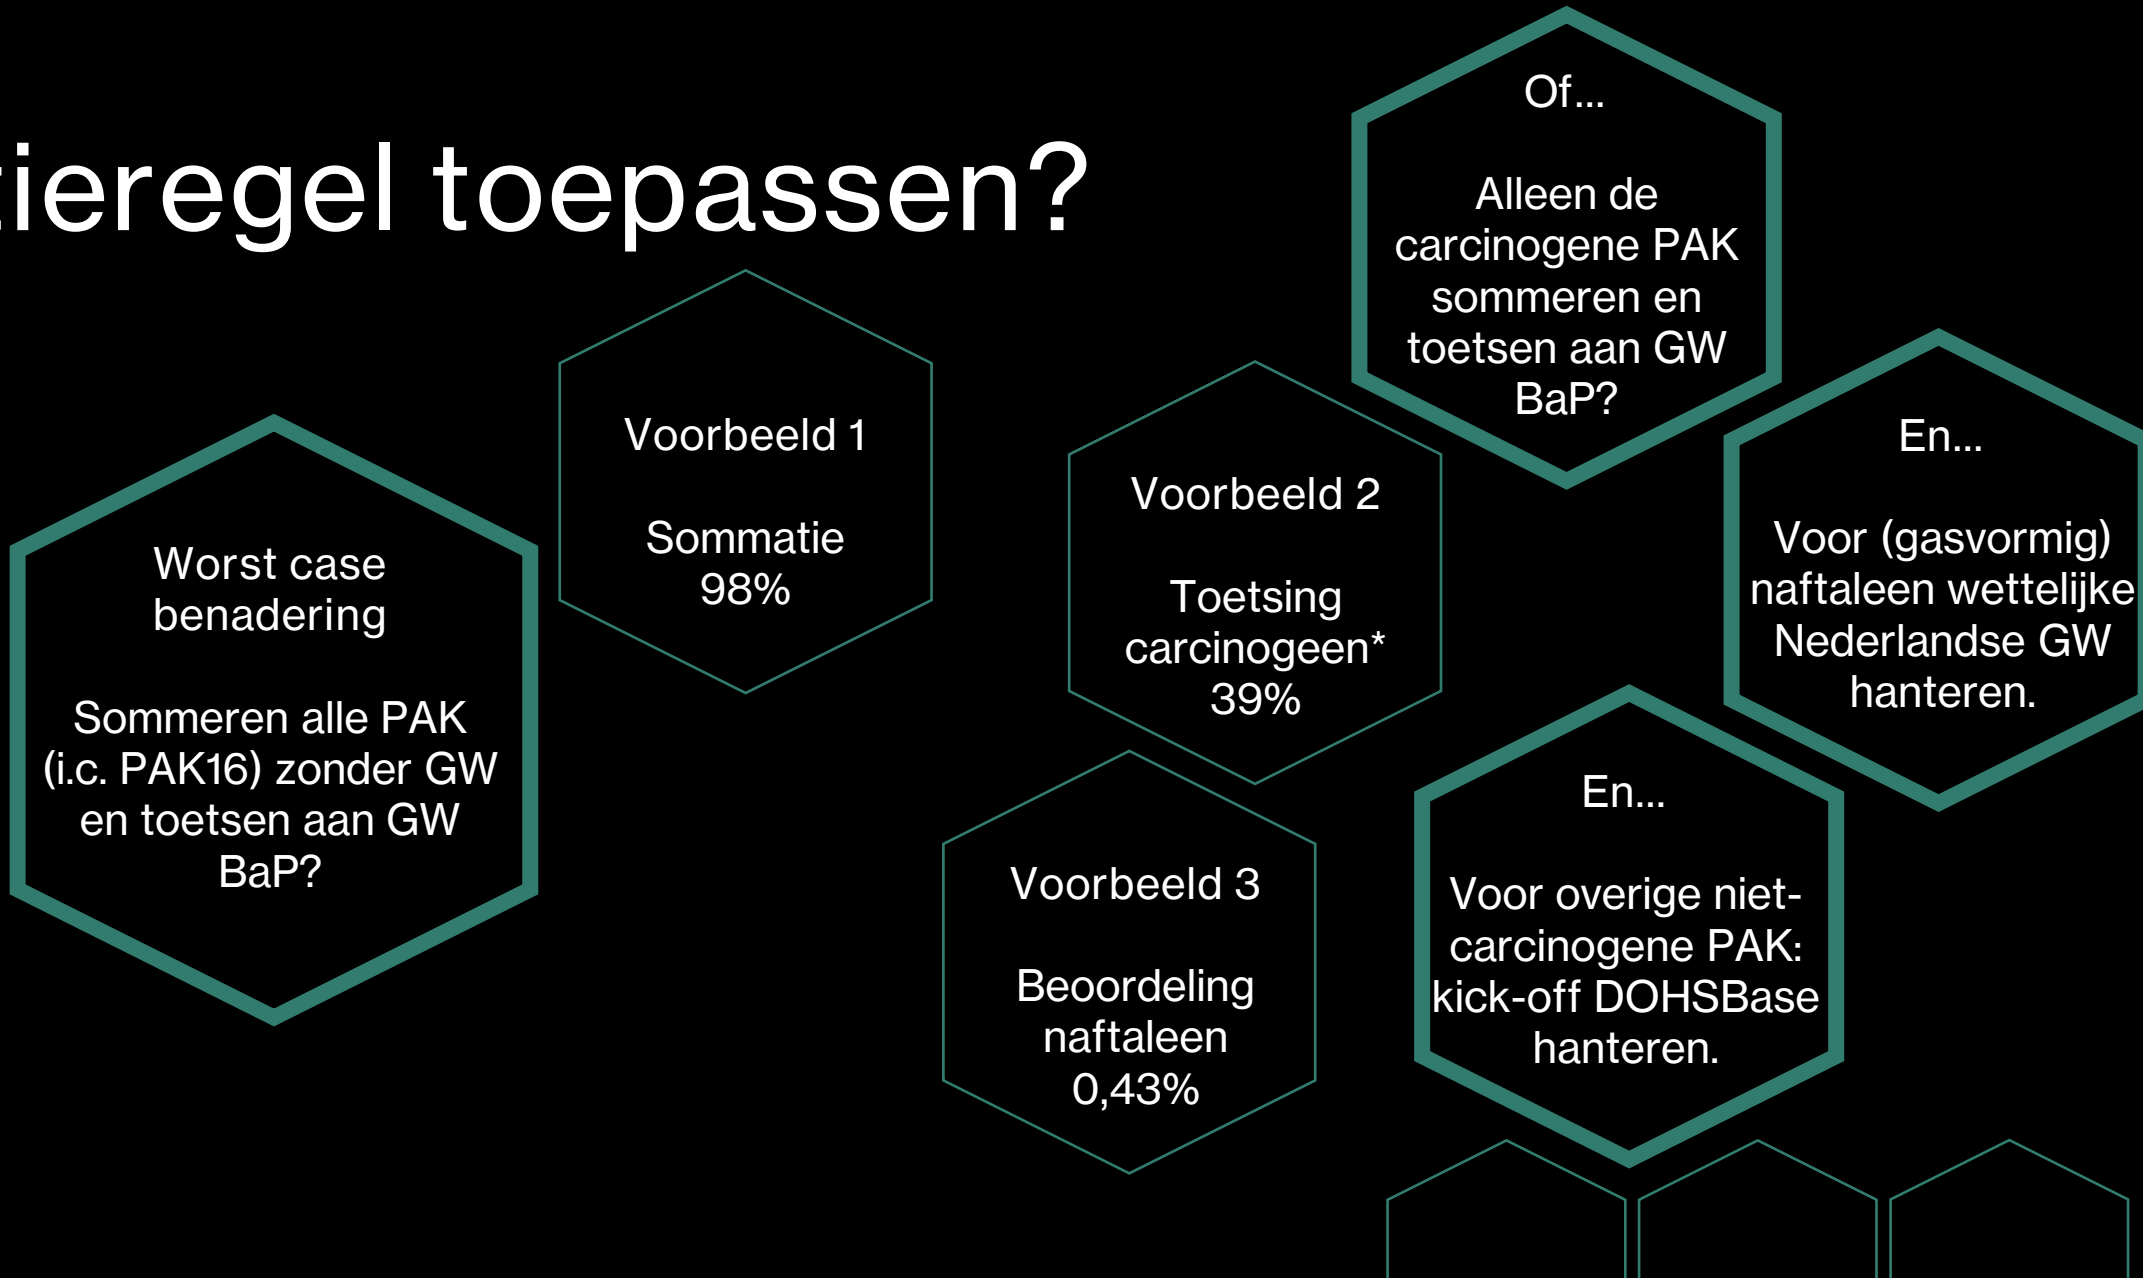 tieregel toepassen?
Worst case
benadering
Sommeren alle PAK
(i.c. PAK16) zonder GW
en toetsen aan GW
BaP?
Voorbeeld 1
Sommatie
98%
Voorbeeld 2
Toetsing
carcinogeen*
39%
Voorbeeld 3
Beoordeling
naftaleen
0,43%
Of...
Alleen de
carcinogene PAK
sommeren en
toetsen aan GW
BaP?
En...
Voor (gasvormig)
naftaleen wettelijke
Nederlandse GW
hanteren.
En...
Voor overige niet-
carcinogene PAK:
kick-off DOHSBase
hanteren.